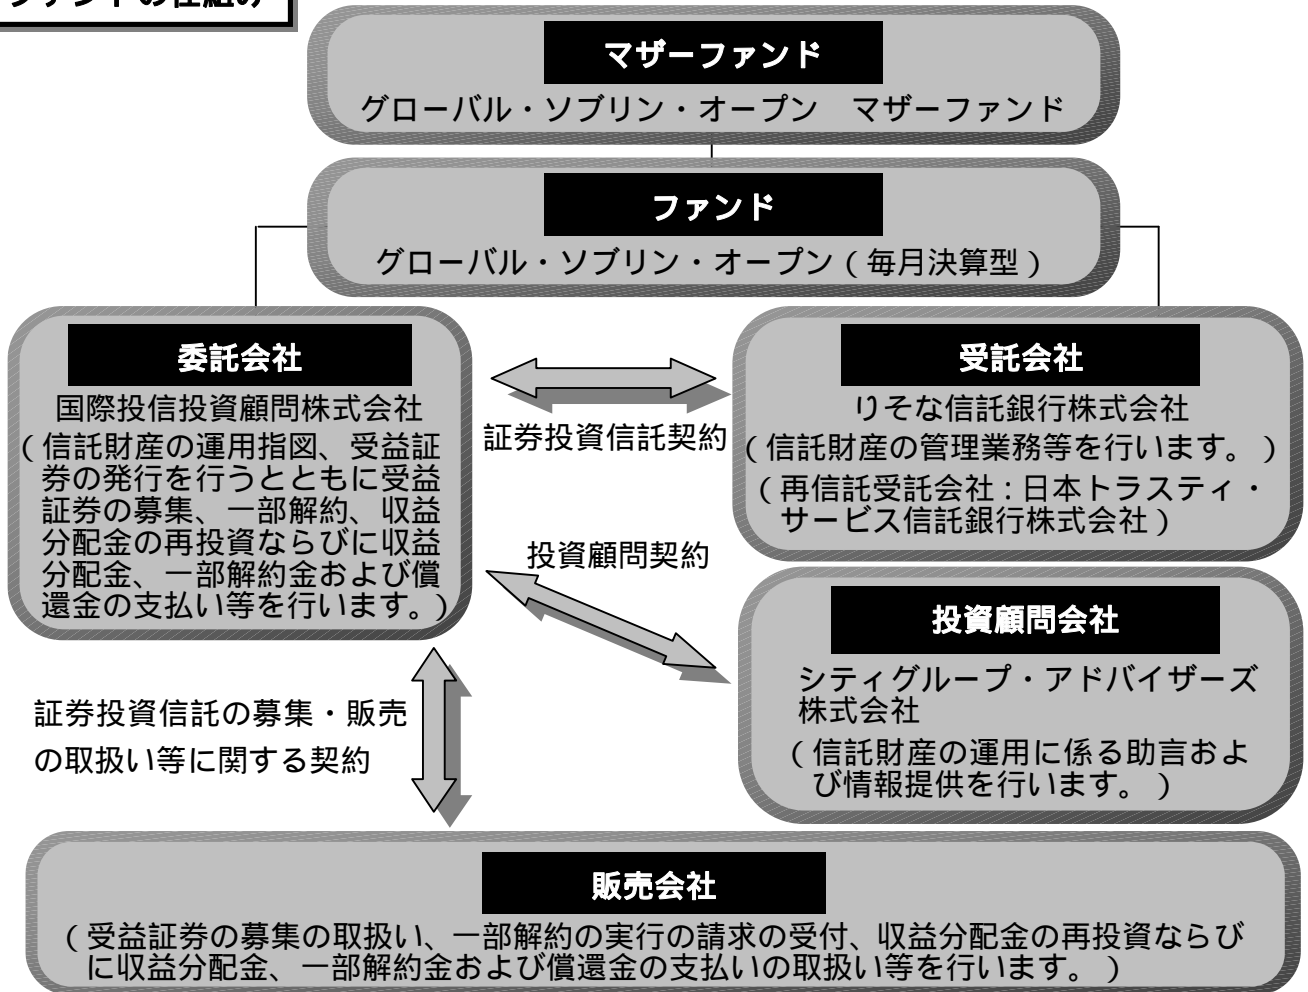 ファンドの仕組み
マザーファンド
グローバル・ソブリン・オープン　マザーファンド
ファンド
グローバル・ソブリン・オープン（毎月決算型）
委託会社
国際投信投資顧問株式会社
（信託財産の運用指図、受益証
券の発行を行うとともに受益
証券の募集、一部解約、収益
分配金の再投資ならびに収益
分配金、一部解約金および償
還金の支払い等を行います。）
証券投資信託契約
受託会社
りそな信託銀行株式会社
（信託財産の管理業務等を行います。）
（再信託受託会社：日本トラスティ・
サービス信託銀行株式会社）
投資顧問契約
投資顧問会社
シティグループ・アドバイザーズ
株式会社
（信託財産の運用に係る助言およ
び情報提供を行います。）
証券投資信託の募集・販売
の取扱い等に関する契約
販売会社
（受益証券の募集の取扱い、一部解約の実行の請求の受付、収益分配金の再投資ならび
に収益分配金、一部解約金および償還金の支払いの取扱い等を行います。）